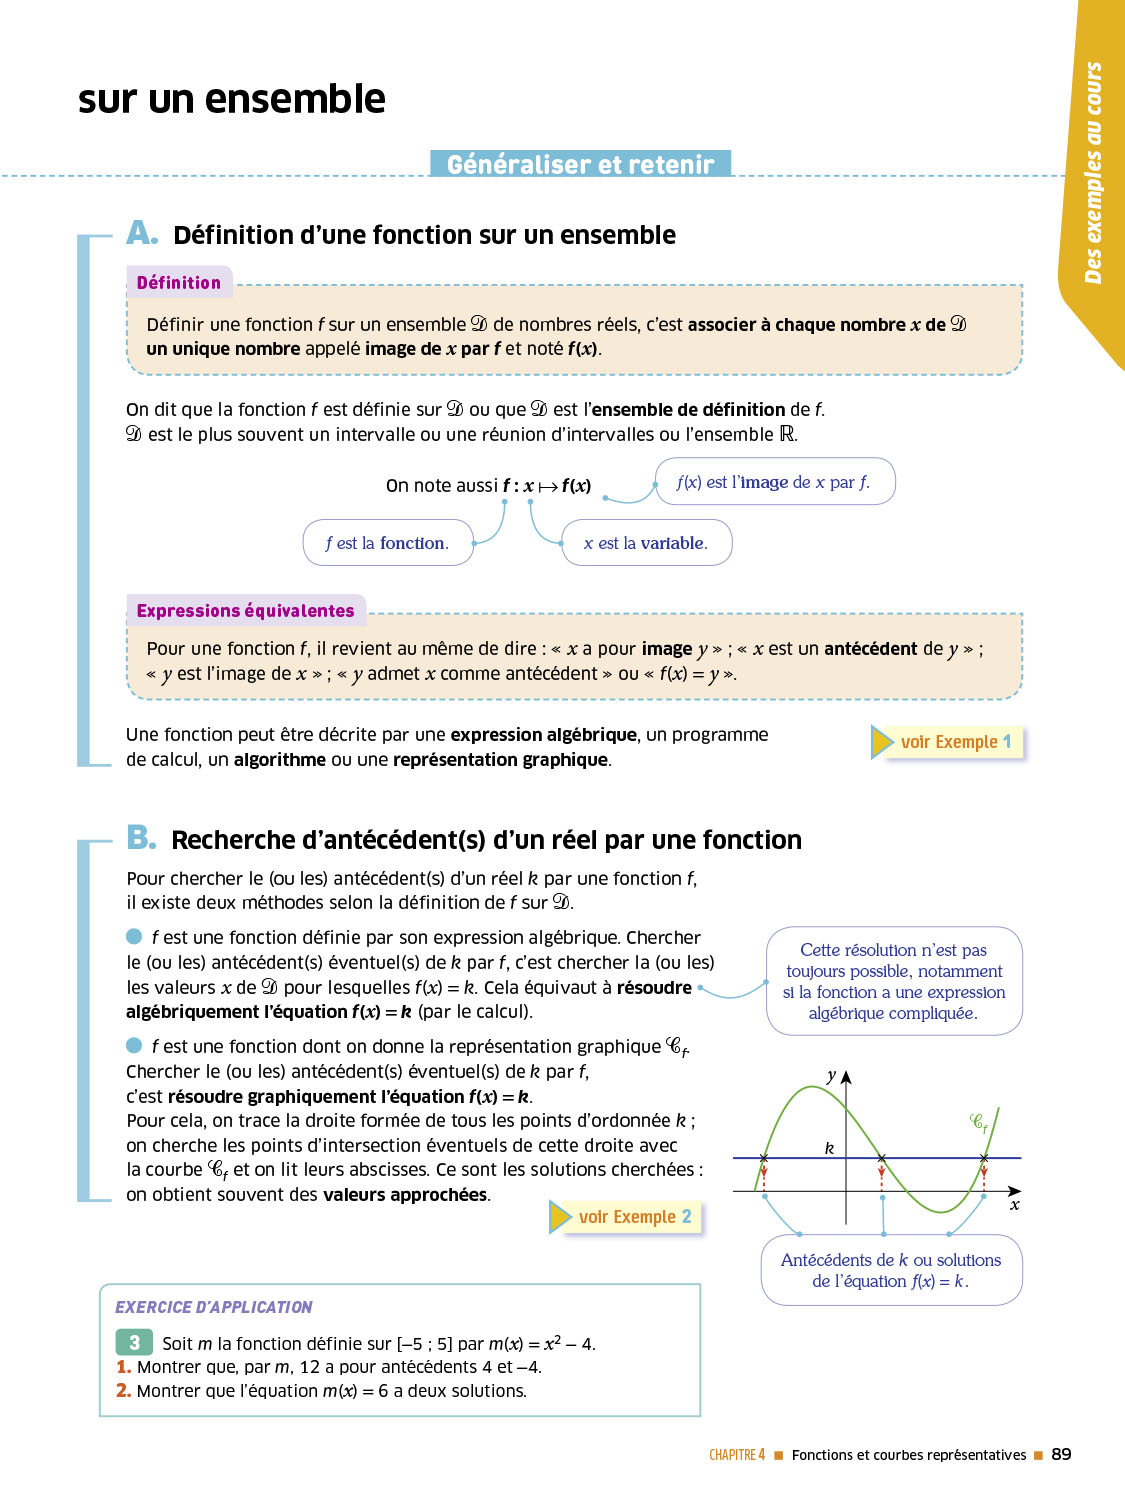 sur un ensemble
Des exemples au cours
Généraliser et retenir
A. Définition d'une fonction sur un ensemble
Définition
Définir une fonction f sur un ensemble 𝒟 de nombres réels, c'est associer à chaque nombre x de 𝒟
un unique nombre appelé image de x par f et noté f(x).
On dit que la fonction f est définie sur 𝒟 ou que 𝒟 est l'ensemble de définition de f.
𝒟 est le plus souvent un intervalle ou une réunion d'intervalles ou l'ensemble ℝ.
On note aussi f : x ↦ f(x)
f(x) est l'image de x par f.
f est la fonction.
x est la variable.
Expressions équivalentes
Pour une fonction f, il revient au même de dire : « x a pour image y » ; « x est un antécédent de y » ;
« y est l'image de x » ; « y admet x comme antécédent » ou « f(x) = y ».
Une fonction peut être décrite par une expression algébrique, un programme
de calcul, un algorithme ou une représentation graphique.
voir Exemple 1
B. Recherche d'antécédent(s) d'un réel par une fonction
Pour chercher le (ou les) antécédent(s) d'un réel k par une fonction f,
il existe deux méthodes selon la définition de f sur 𝒟.
● f est une fonction définie par son expression algébrique. Chercher
le (ou les) antécédent(s) éventuel(s) de k par f, c'est chercher la (ou les)
les valeurs x de 𝒟 pour lesquelles f(x) = k. Cela équivaut à résoudre
algébriquement l'équation f(x) = k (par le calcul).
Cette résolution n'est pas
toujours possible, notamment
si la fonction a une expression
algébrique compliquée.
● f est une fonction dont on donne la représentation graphique 𝒞f.
Chercher le (ou les) antécédent(s) éventuel(s) de k par f,
c'est résoudre graphiquement l'équation f(x) = k.
Pour cela, on trace la droite formée de tous les points d'ordonnée k ;
on cherche les points d'intersection éventuels de cette droite avec
la courbe 𝒞f et on lit leurs abscisses. Ce sont les solutions cherchées :
on obtient souvent des valeurs approchées.
voir Exemple 2
y
𝒞f
k
x
Antécédents de k ou solutions
de l'équation f(x) = k.
EXERCICE D'APPLICATION
3 Soit m la fonction définie sur [–5 ; 5] par m(x) = x² – 4.
1. Montrer que, par m, 12 a pour antécédents 4 et –4.
2. Montrer que l'équation m(x) = 6 a deux solutions.
CHAPITRE 4 ■ Fonctions et courbes représentatives ■ 89